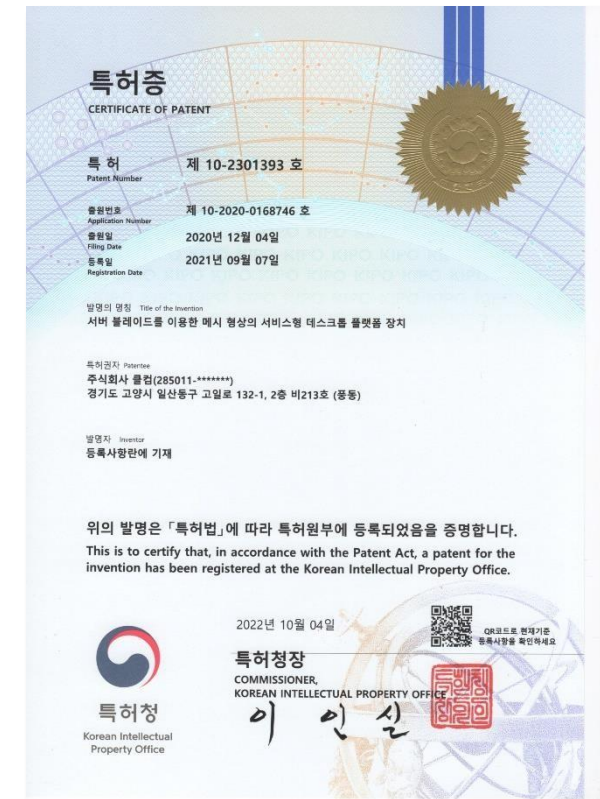 특허증
CERTIFICATE OF PATENT
특 허 제 10-2301393 호
Patent Number
출원번호 제 10-2020-0168746 호
Application Number
출원일 2020년 12월 04일
Filing Date
등록일 2021년 09월 07일
Registration Date
발명의 명칭 Title of the Invention
서버 블레이드를 이용한 메시 형상의 서비스형 데스크톱 플랫폼 장치
특허권자 Patentee
주식회사 클컴(285011-*******)
경기도 고양시 일산동구 고일로 132-1, 2층 비213호 (풍동)
발명자 Inventor
등록사항란에 기재
위의 발명은 「특허법」에 따라 특허원부에 등록되었음을 증명합니다.
This is to certify that, in accordance with the Patent Act, a patent for the
invention has been registered at the Korean Intellectual Property Office.
2022년 10월 04일
QR코드로 현재기준
등록사항을 확인하세요
특허청장
COMMISSIONER,
KOREAN INTELLECTUAL PROPERTY OFFICE
이 인 실
특허청
Korean Intellectual
Property Office